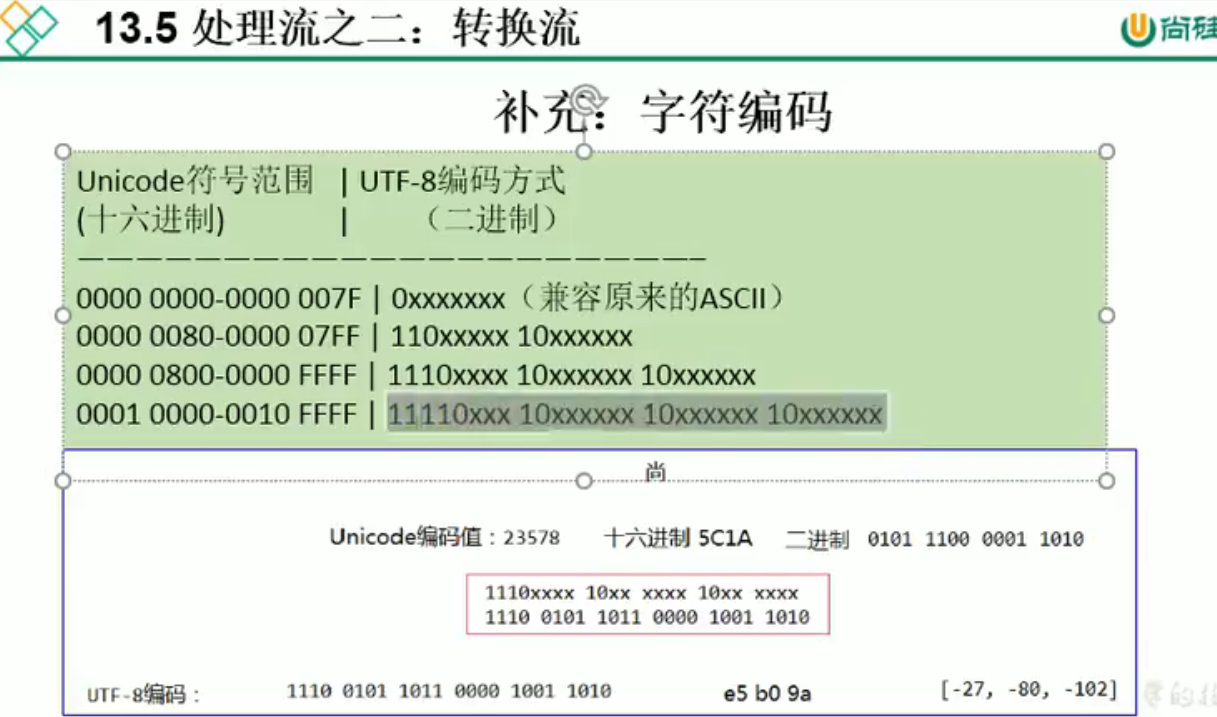 13.5 处理流之二：转换流
尚硅
补充：字符编码
Unicode符号范围 | UTF-8编码方式
(十六进制) | （二进制）
———————————————————————
0000 0000-0000 007F | 0xxxxxxx（兼容原来的ASCII）
0000 0080-0000 07FF | 110xxxxx 10xxxxxx
0000 0800-0000 FFFF | 1110xxxx 10xxxxxx 10xxxxxx
0001 0000-0010 FFFF | 11110xxx 10xxxxxx 10xxxxxx 10xxxxxx
尚
Unicode编码值：23578 十六进制 5C1A 二进制 0101 1100 0001 1010
1110xxxx 10xx xxxx 10xx xxxx
1110 0101 1011 0000 1001 1010
UTF-8编码： 1110 0101 1011 0000 1001 1010 e5 b0 9a [-27, -80, -102]